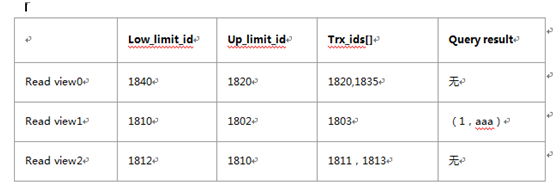 Low_limit_id Up_limit_id Trx_ids[] Query result
Read view0 1840 1820 1820,1835 无
Read view1 1810 1802 1803 （1，aaa）
Read view2 1812 1810 1811，1813 无